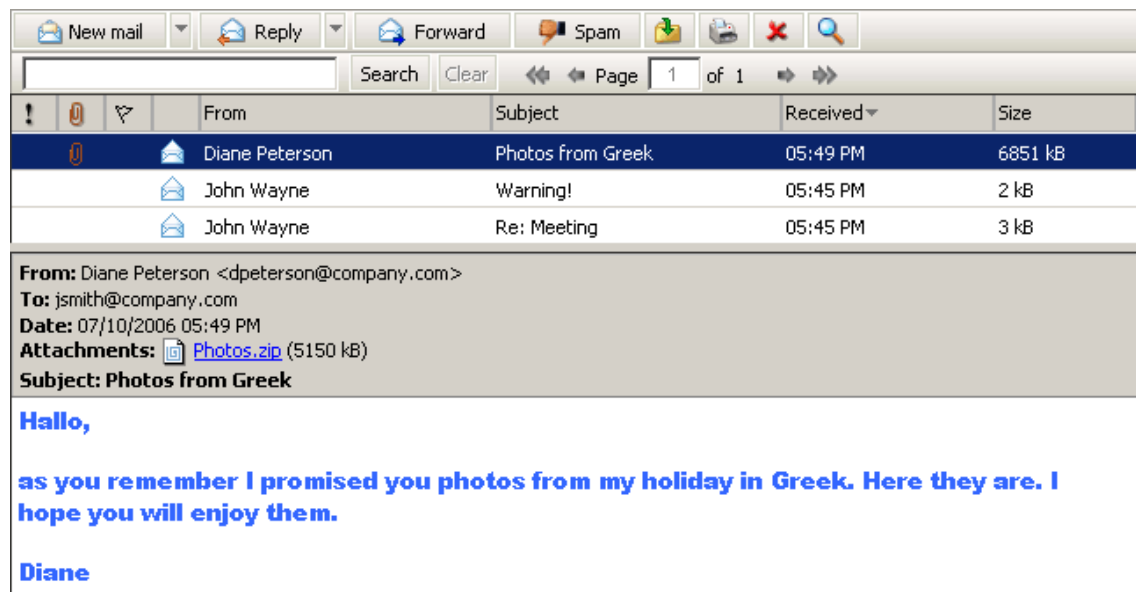 New mail Reply Forward Spam
Search Clear Page 1 of 1
! From Subject Received Size
Diane Peterson Photos from Greek 05:49 PM 6851 kB
John Wayne Warning! 05:45 PM 2 kB
John Wayne Re: Meeting 05:45 PM 3 kB
From: Diane Peterson <dpeterson@company.com>
To: jsmith@company.com
Date: 07/10/2006 05:49 PM
Attachments: Photos.zip (5150 kB)
Subject: Photos from Greek
Hallo,
as you remember I promised you photos from my holiday in Greek. Here they are. I
hope you will enjoy them.
Diane